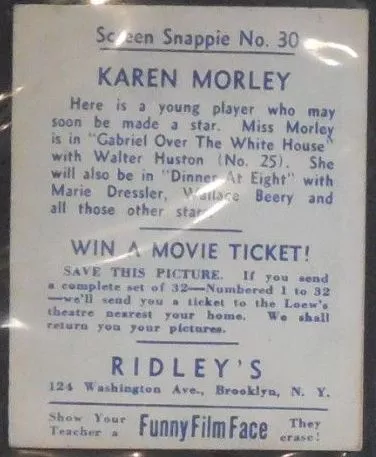 Screen Snappie No. 30
KAREN MORLEY
Here is a young player who may
soon be made a star. Miss Morley
is in "Gabriel Over The White House"
with Walter Huston (No. 25). She
will also be in "Dinner At Eight" with
Marie Dressler, Wallace Beery and
all those other stars.
WIN A MOVIE TICKET!
SAVE THIS PICTURE. If you send
a complete set of 32—Numbered 1 to 32
—we'll send you a ticket to the Loew's
theatre nearest your home. We shall
return you your pictures.
RIDLEY'S
124 Washington Ave., Brooklyn, N. Y.
Show Your
Teacher a
Funny Film Face
They
erase!